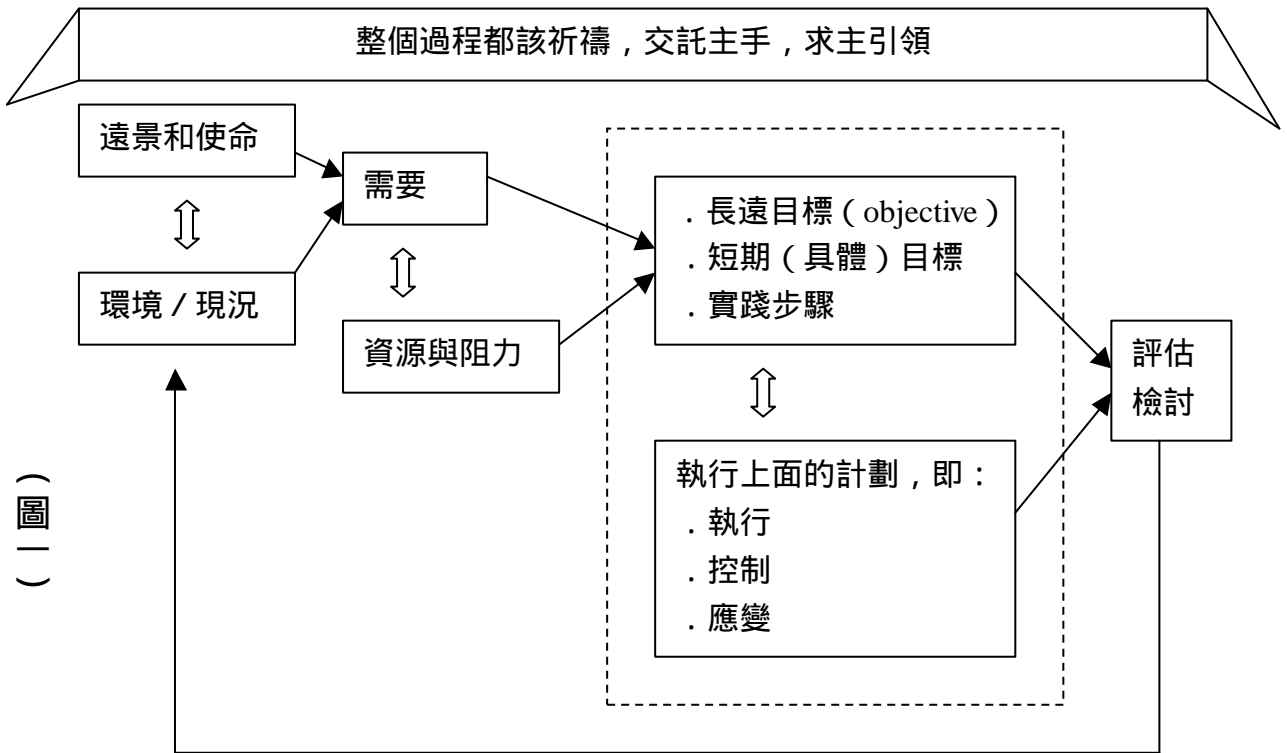 整個過程都該祈禱，交託主手，求主引領
遠景和使命
環境／現況
需要
資源與阻力
．長遠目標（objective）
．短期（具體）目標
．實踐步驟
執行上面的計劃，即：
．執行
．控制
．應變
評估
檢討
（圖一）